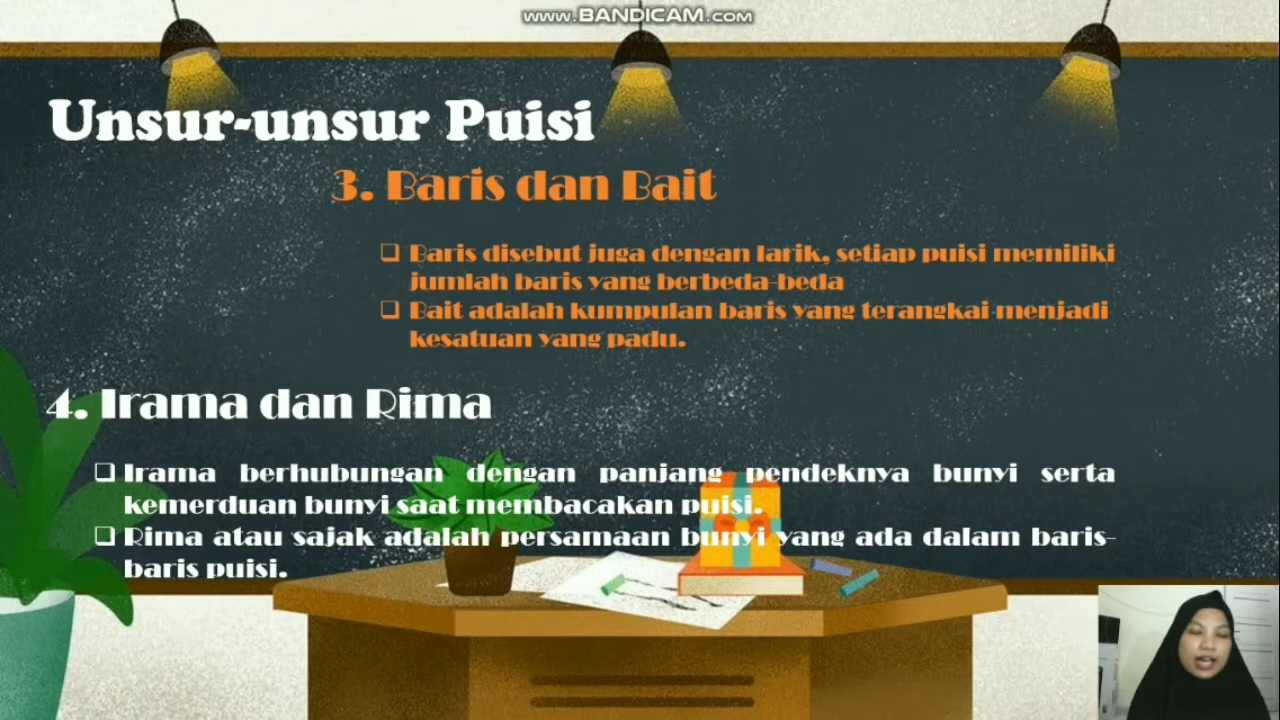 www.BANDICAM.com
Unsur-unsur Puisi
3. Baris dan Bait
❑ Baris disebut juga dengan larik, setiap puisi memiliki
jumlah baris yang berbeda-beda
❑ Bait adalah kumpulan baris yang terangkai menjadi
kesatuan yang padu.
4. Irama dan Rima
❑ Irama berhubungan dengan panjang pendeknya bunyi serta
kemerduan bunyi saat membacakan puisi.
❑ Rima atau sajak adalah persamaan bunyi yang ada dalam baris-
baris puisi.